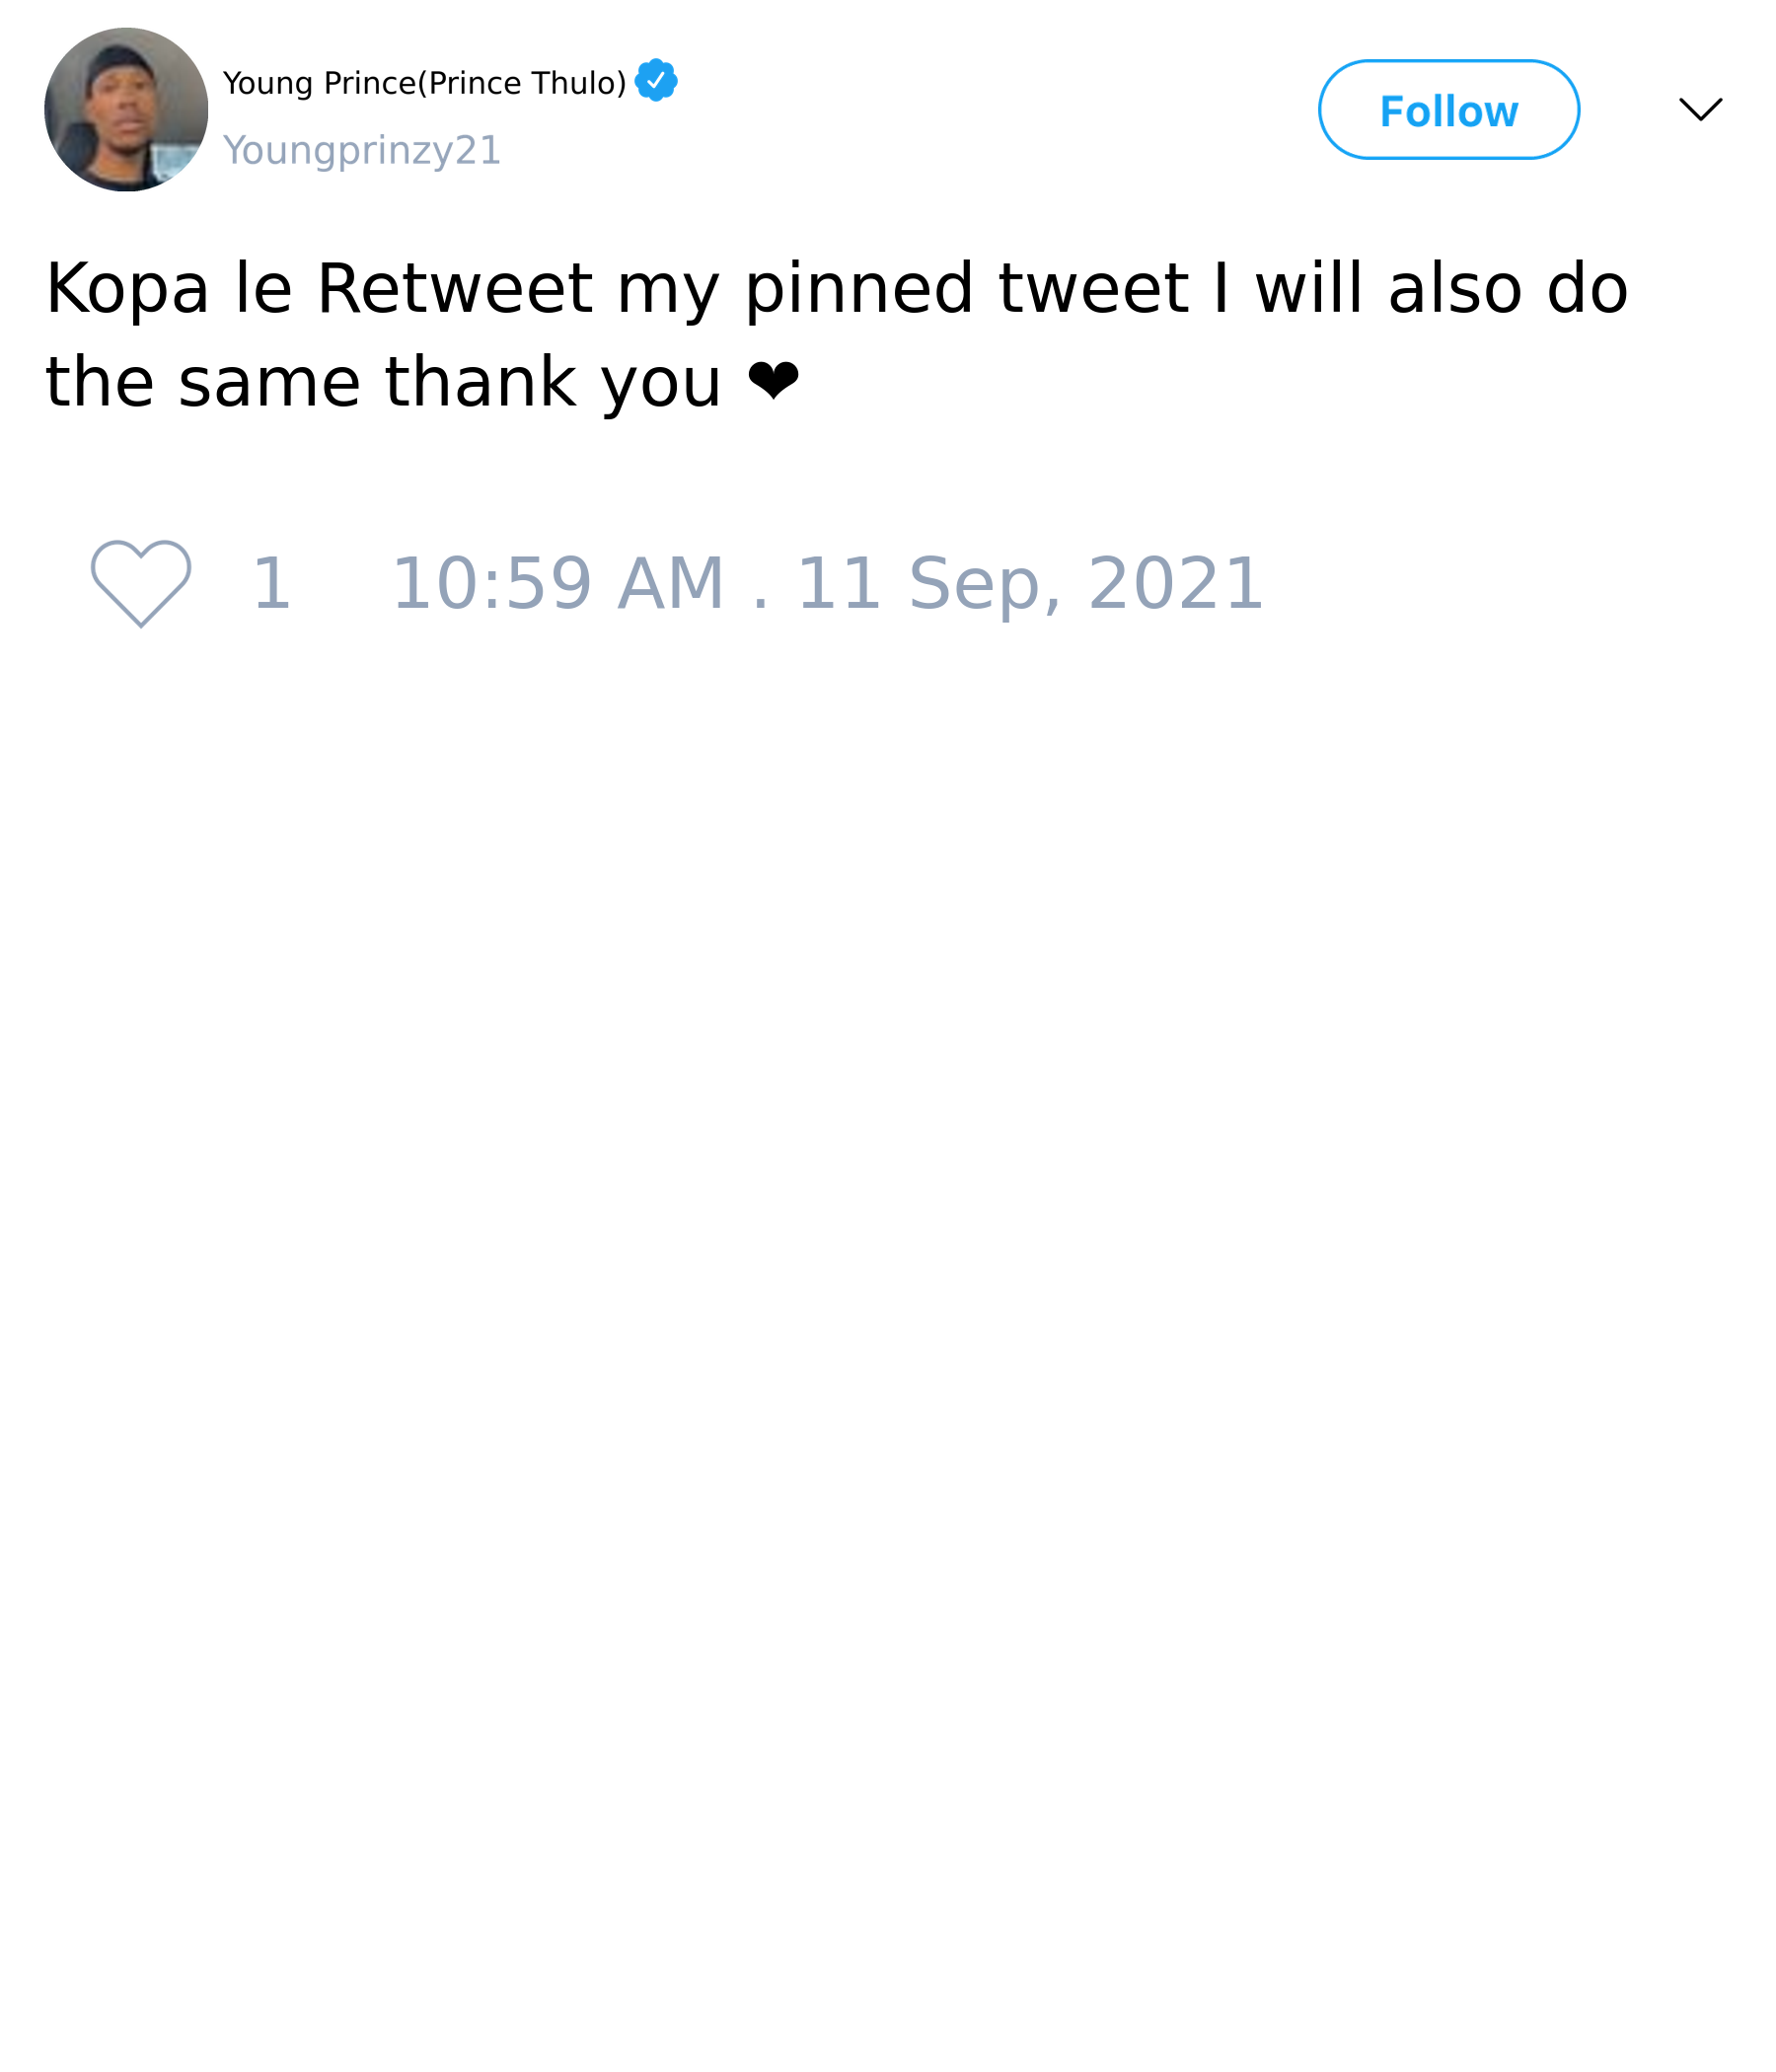 Young Prince(Prince Thulo)
Youngprinzy21
Follow
Kopa le Retweet my pinned tweet I will also do
the same thank you ❤
1 10:59 AM . 11 Sep, 2021